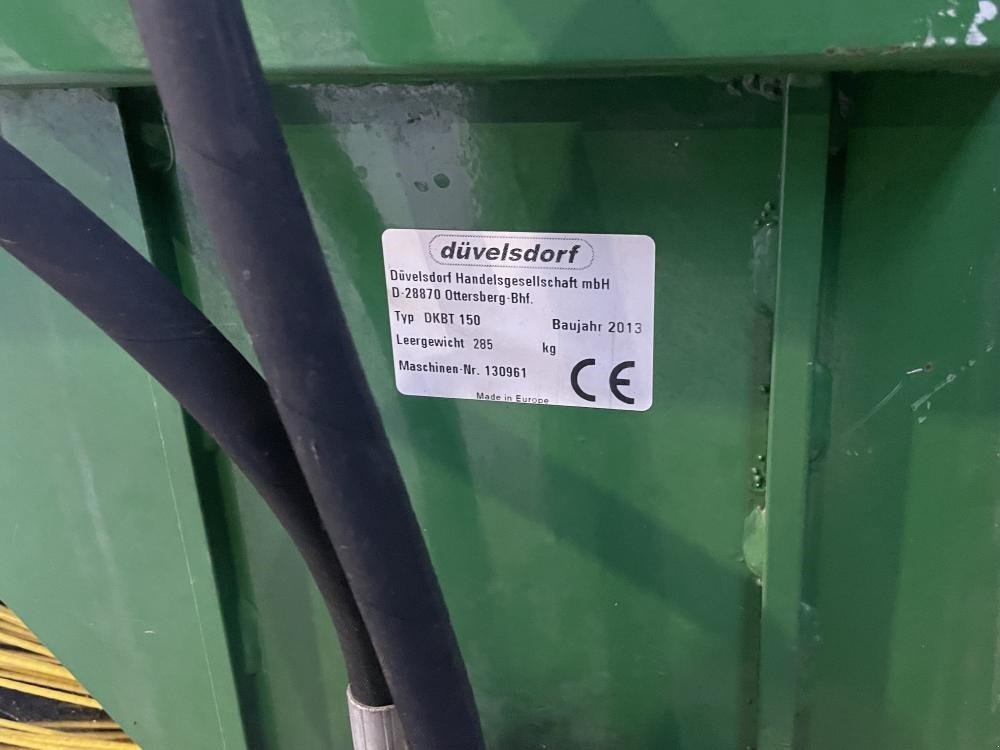 düvelsdorf
Düvelsdorf Handelsgesellschaft mbH
D-28870 Ottersberg-Bhf.
Typ DKBT 150 Baujahr 2013
Leergewicht 285 kg
Maschinen-Nr. 130961 CE
Made in Europe